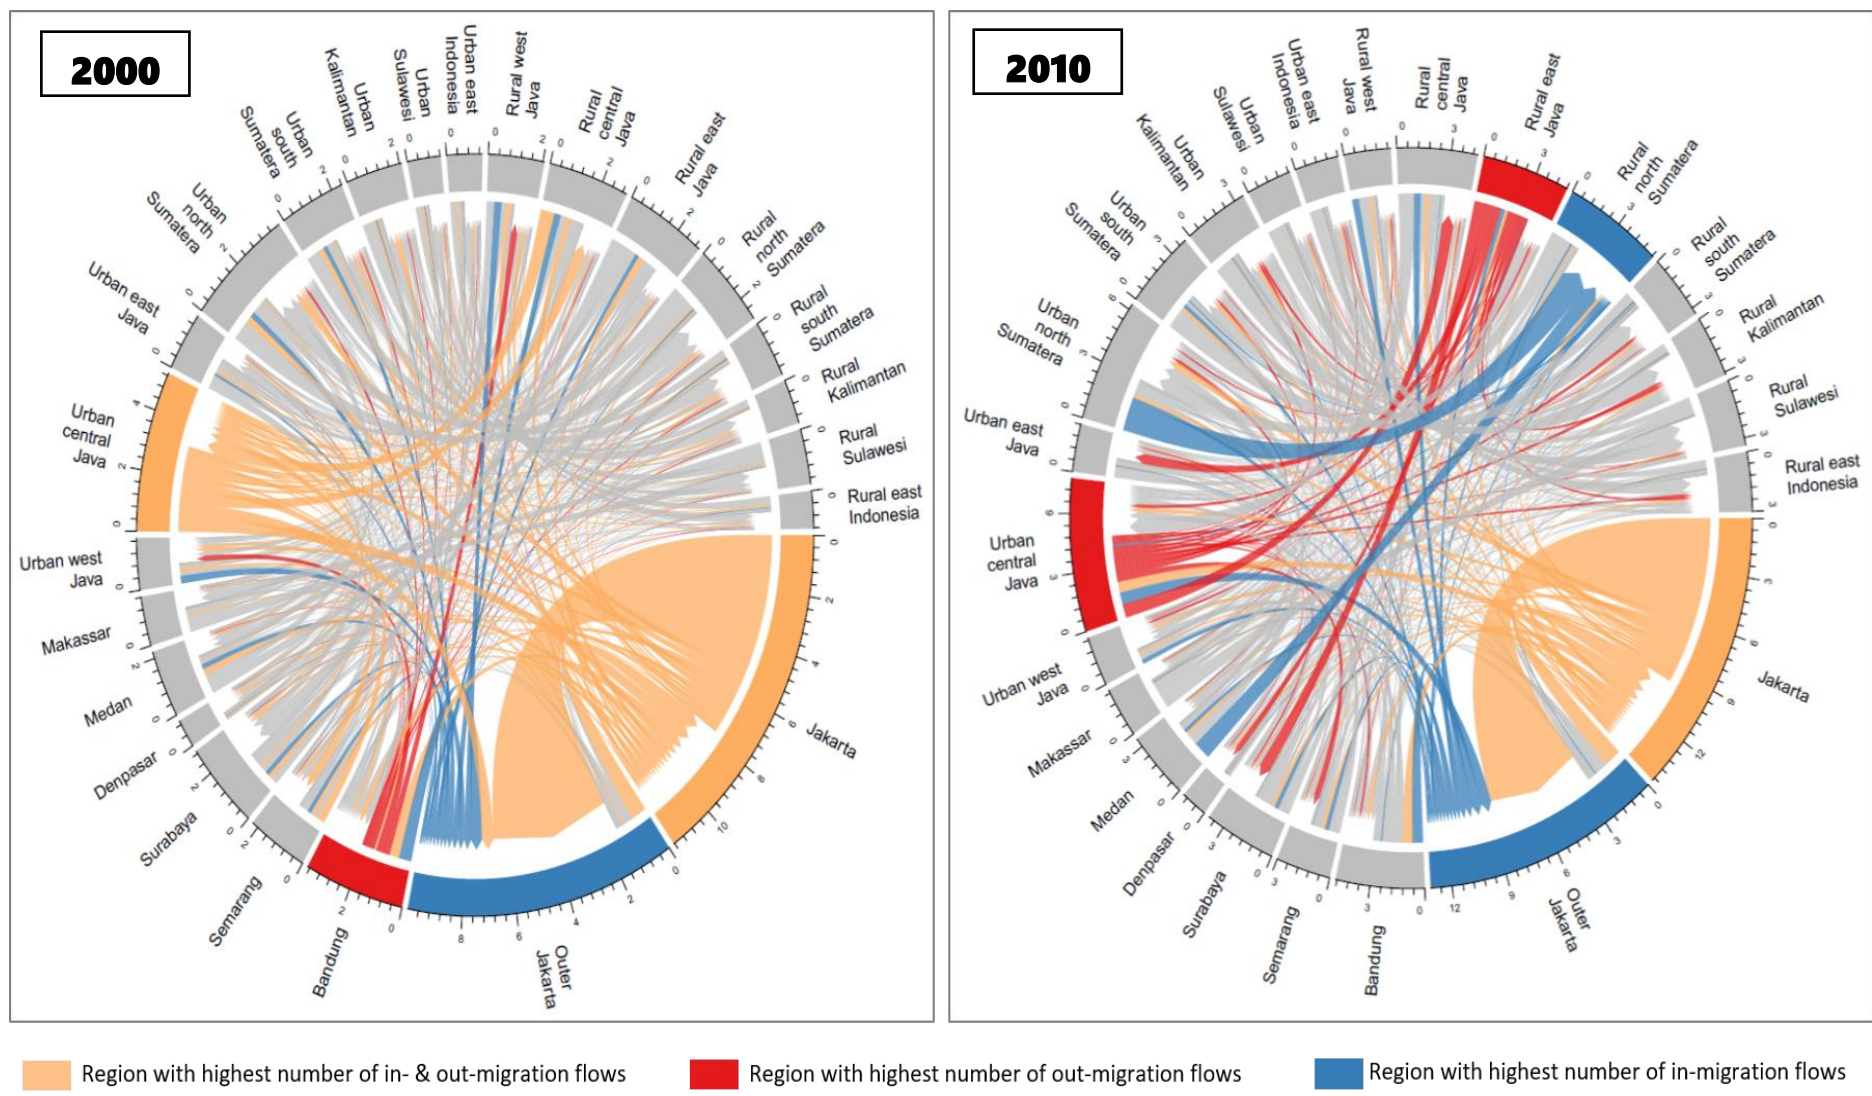 2000
Urban east
Indonesia
Rural west
Java
Rural
central
Java
Rural east
Java
Rural
north
Sumatera
Rural
south
Sumatera
Rural
Kalimantan
Rural
Sulawesi
Rural east
Indonesia
Jakarta
Outer
Jakarta
Bandung
Semarang
Surabaya
Denpasar
Medan
Makassar
Urban west
Java
Urban
central
Java
Urban east
Java
Urban
north
Sumatera
Urban
south
Sumatera
Urban
Kalimantan
Urban
Sulawesi
2010
Rural west
Java
Rural
central
Java
Rural east
Java
Rural
north
Sumatera
Rural
south
Sumatera
Rural
Kalimantan
Rural
Sulawesi
Rural east
Indonesia
Jakarta
Outer
Jakarta
Bandung
Semarang
Surabaya
Denpasar
Medan
Makassar
Urban west
Java
Urban
central
Java
Urban east
Java
Urban
north
Sumatera
Urban
south
Sumatera
Urban
Kalimantan
Urban
Sulawesi
Urban east
Indonesia
Region with highest number of in- & out-migration flows
Region with highest number of out-migration flows
Region with highest number of in-migration flows